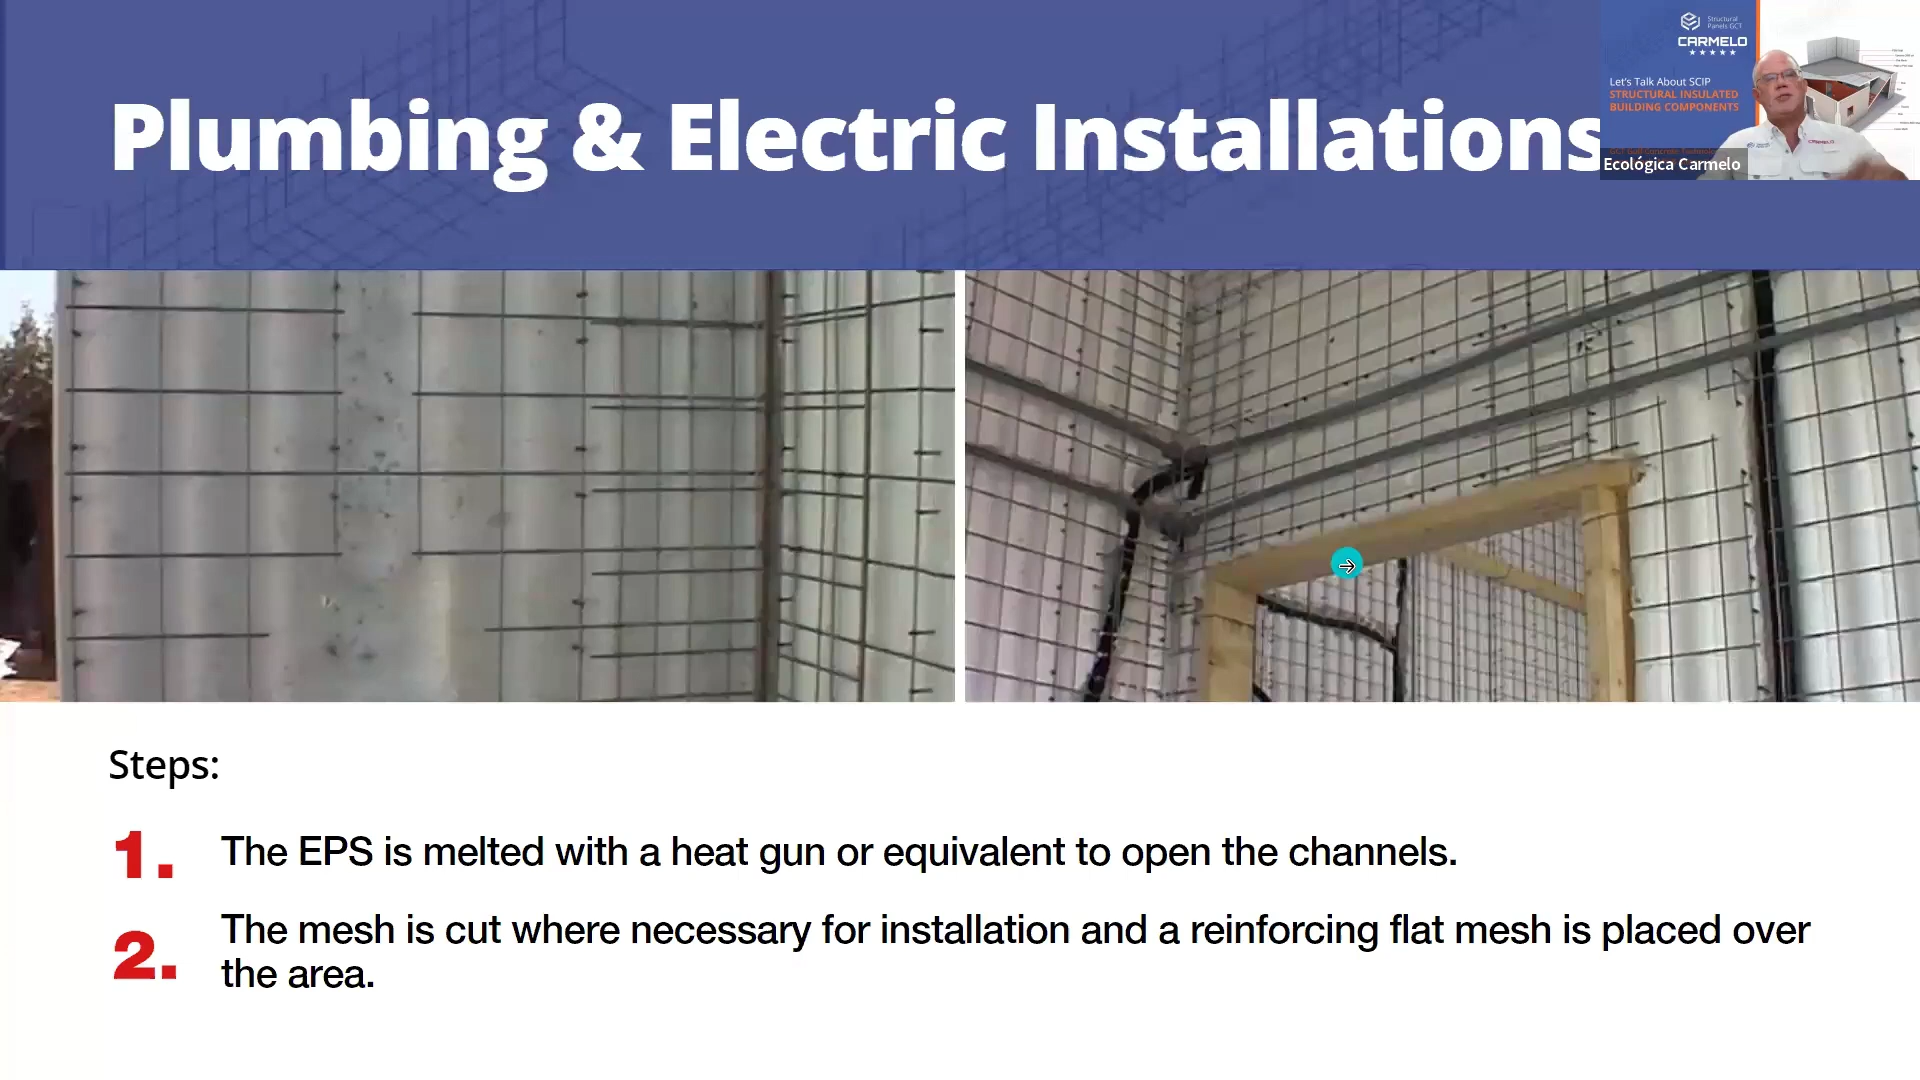 Plumbing & Electric Installations
Structural
Panels GCT
CARMELO
Let's Talk About SCIP
STRUCTURAL INSULATED
BUILDING COMPONENTS
Ecológica Carmelo
Steps:
1. The EPS is melted with a heat gun or equivalent to open the channels.
2. The mesh is cut where necessary for installation and a reinforcing flat mesh is placed over
the area.